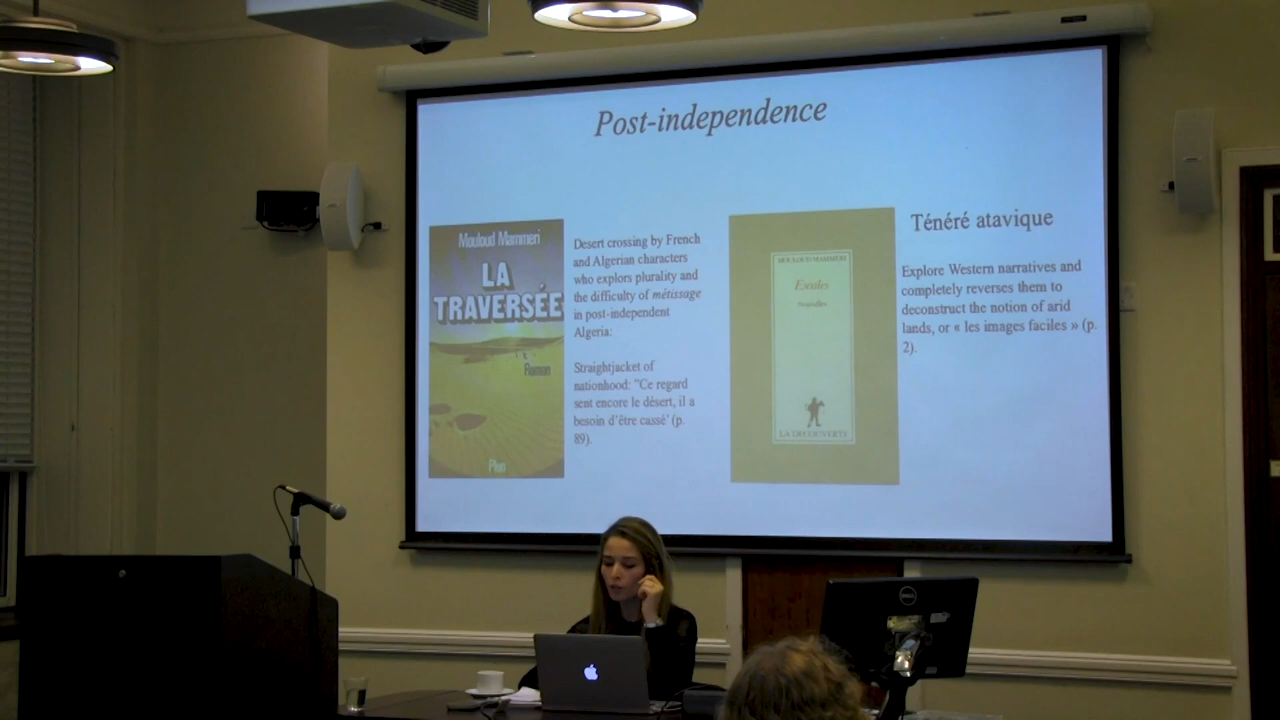 Post-independence
Mouloud Mammeri
LA
TRAVERSÉE
Roman
Plon
Desert crossing by French
and Algerian characters
who explors plurality and
the difficulty of métissage
in post-independent
Algeria:
Straightjacket of
nationhood: "Ce regard
sent encore le désert, il a
besoin d'être cassé' (p.
89).
MOULOUD MAMMERI
Escales
nouvelles
LA DÉCOUVERTE
Ténéré atavique
Explore Western narratives and
completely reverses them to
deconstruct the notion of arid
lands, or « les images faciles » (p.
2).
DELL